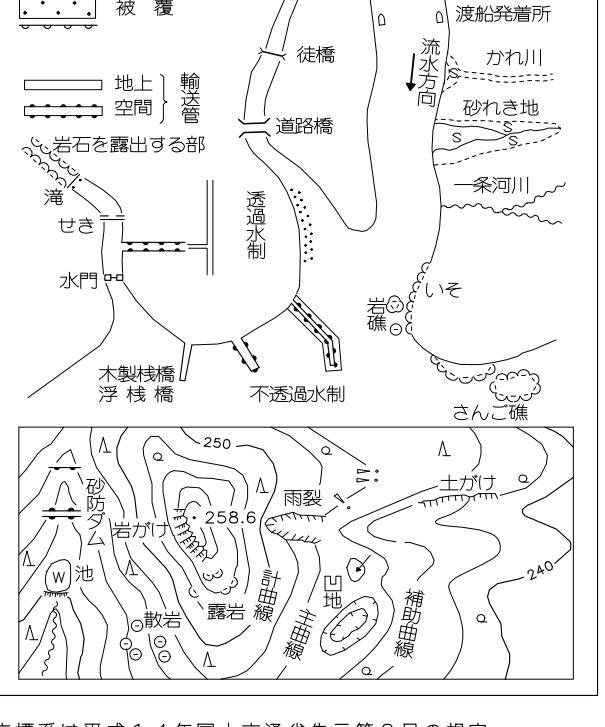 被覆
渡船発着所
徒橋
流水方向
かれ川
地上
空間
輸送管
砂れき地
S
S
S
道路橋
岩石を露出する部
滝
透過水制
一条河川
せき
水門
いそ
岩礁
木製桟橋
浮桟橋
不透過水制
さんご礁
250
砂防ダム
岩がけ
258.6
雨裂
土がけ
240
W
池
計曲線
凹地
補助曲線
露岩
散岩
主曲線